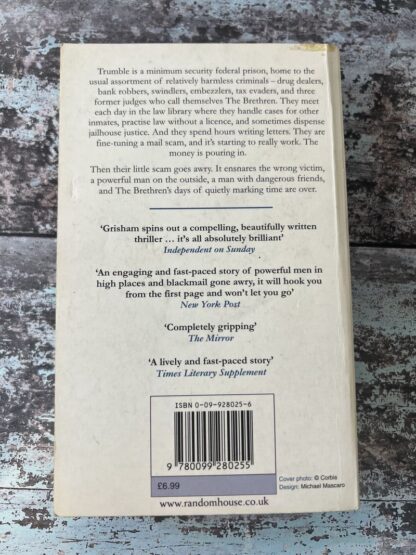 Trumble is a minimum security federal prison, home to the
usual assortment of relatively harmless criminals – drug dealers,
bank robbers, swindlers, embezzlers, tax evaders, and three
former judges who call themselves The Brethren. They meet
each day in the law library where they handle cases for other
inmates, practise law without a licence, and sometimes dispense
jailhouse justice. And they spend hours writing letters. They are
fine-tuning a mail scam, and it's starting to really work. The
money is pouring in.
Then their little scam goes awry. It ensnares the wrong victim,
a powerful man on the outside, a man with dangerous friends,
and The Brethren's days of quietly marking time are over.
'Grisham spins out a compelling, beautifully written
thriller … it's all absolutely brilliant'
Independent on Sunday
'An engaging and fast-paced story of powerful men in
high places and blackmail gone awry, it will hook you
from the first page and won't let you go'
New York Post
'Completely gripping'
The Mirror
'A lively and fast-paced story'
Times Literary Supplement
ISBN 0-09-928025-6
9 780099 280255
£6.99
Cover photo: © Corbis
Design: Michael Mascaro
www.randomhouse.co.uk